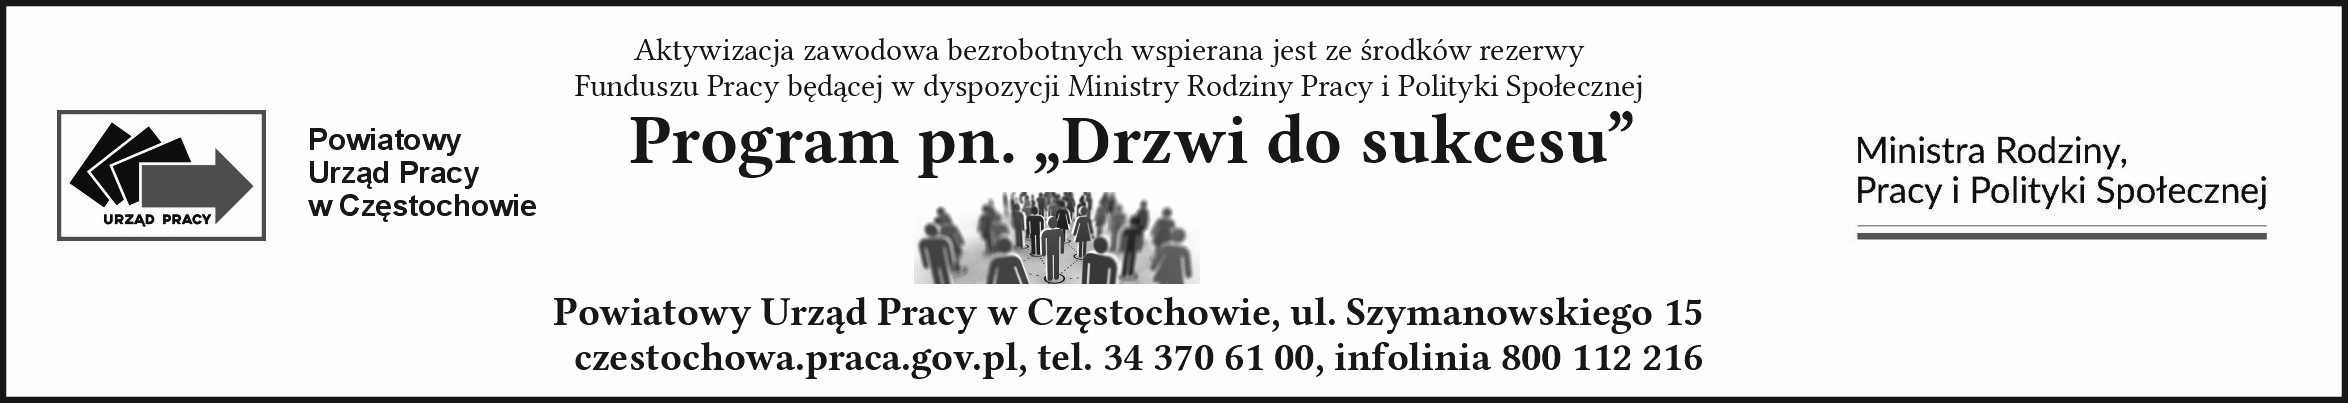 Aktywizacja zawodowa bezrobotnych wspierana jest ze środków rezerwy
Funduszu Pracy będącej w dyspozycji Ministry Rodziny Pracy i Polityki Społecznej
Program pn. „Drzwi do sukcesu”
URZĄD PRACY
Powiatowy
Urząd Pracy
w Częstochowie
Ministra Rodziny,
Pracy i Polityki Społecznej
Powiatowy Urząd Pracy w Częstochowie, ul. Szymanowskiego 15
czestochowa.praca.gov.pl, tel. 34 370 61 00, infolinia 800 112 216